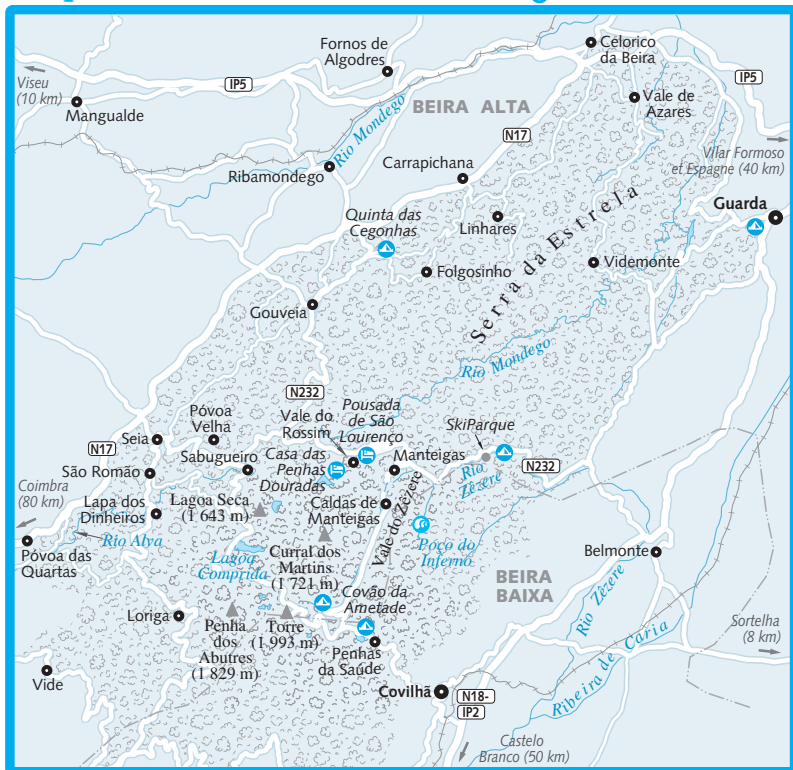 Fornos de
Algodres
Celorico
da Beira
Viseu
(10 km)
IP5
IP5
Mangualde
BEIRA ALTA
Vale de
Azares
Rio Mondego
N17
Vilar Formoso
et Espagne (40 km)
Ribamondego
Carrapichana
Guarda
Quinta das
Cegonhas
Linhares
Serra da Estrela
Folgosinho
Videmonte
Gouveia
Rio Mondego
N232
Póvoa
Velha
Vale do
Rossim
Pousada
de São
Lourenço
SkiParque
N17
Seia
Sabugueiro
Casa das
Penhas
Douradas
Manteigas
N232
São Romão
Rio
Zêzere
Coimbra
(80 km)
Lapa dos
Dinheiros
Lagoa Seca
(1 643 m)
Caldas de
Manteigas
Vale do Zêzere
Rio Alva
Poço do
Inferno
Póvoa das
Quartas
Lagoa
Comprida
Curral dos
Martins
(1 721 m)
Belmonte
BEIRA
BAIXA
Covão da
Ametade
Rio Zêzere
Loriga
Penha
dos
Abutres
(1 829 m)
Torre
(1 993 m)
Penhas
da Saúde
Sortelha
(8 km)
Ribeira de Caria
Vide
Covilhã
N18-
IP2
Castelo
Branco (50 km)